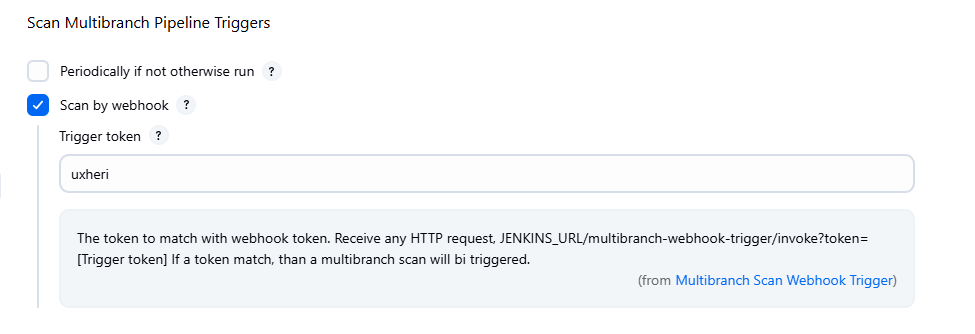 Scan Multibranch Pipeline Triggers
Periodically if not otherwise run ?
Scan by webhook ?
Trigger token ?
uxheri
The token to match with webhook token. Receive any HTTP request, JENKINS_URL/multibranch-webhook-trigger/invoke?token=
[Trigger token] If a token match, than a multibranch scan will bi triggered.
(from Multibranch Scan Webhook Trigger)